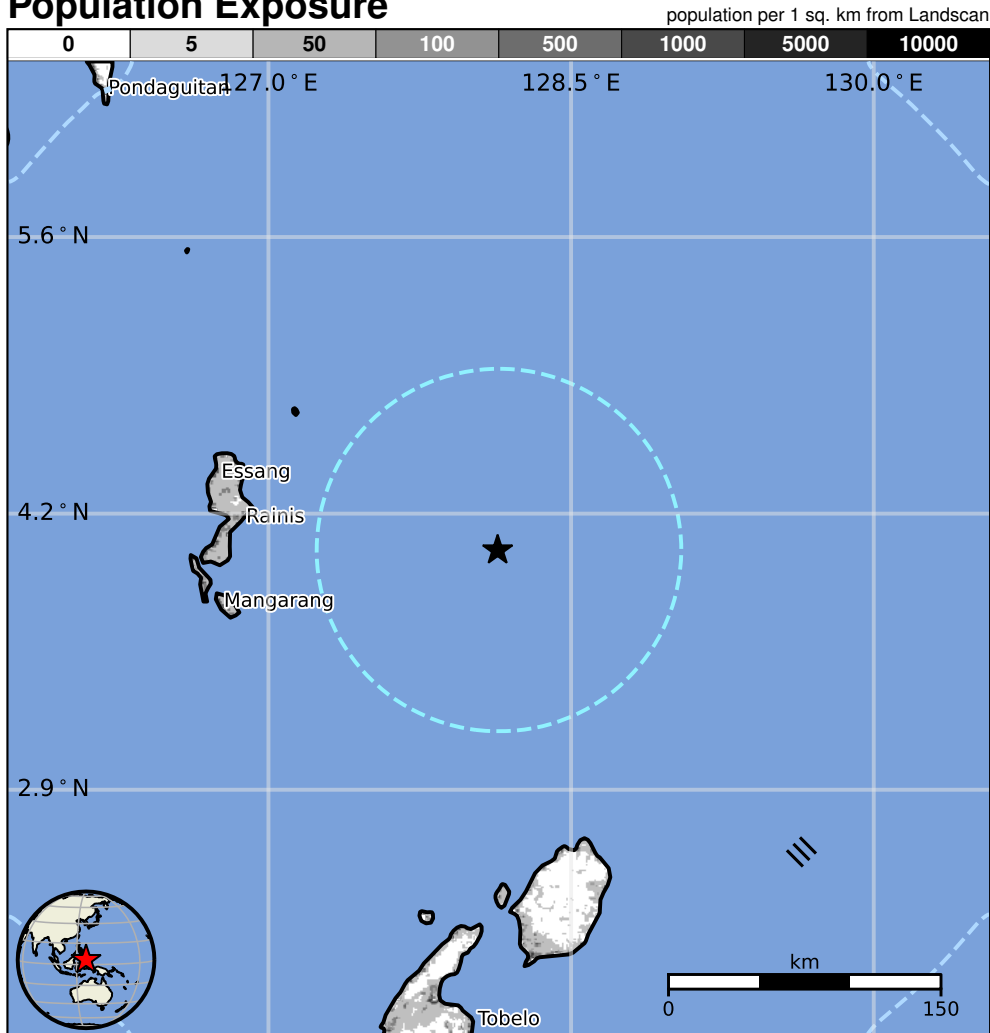 Population Exposure
population per 1 sq. km from Landscan
0 5 50 100 500 1000 5000 10000
Pondaguitan
127.0°E 128.5°E 130.0°E
5.6°N
Essang
4.2°N
Rainis
Mangarang
2.9°N
III
km
0 150
Tobelo